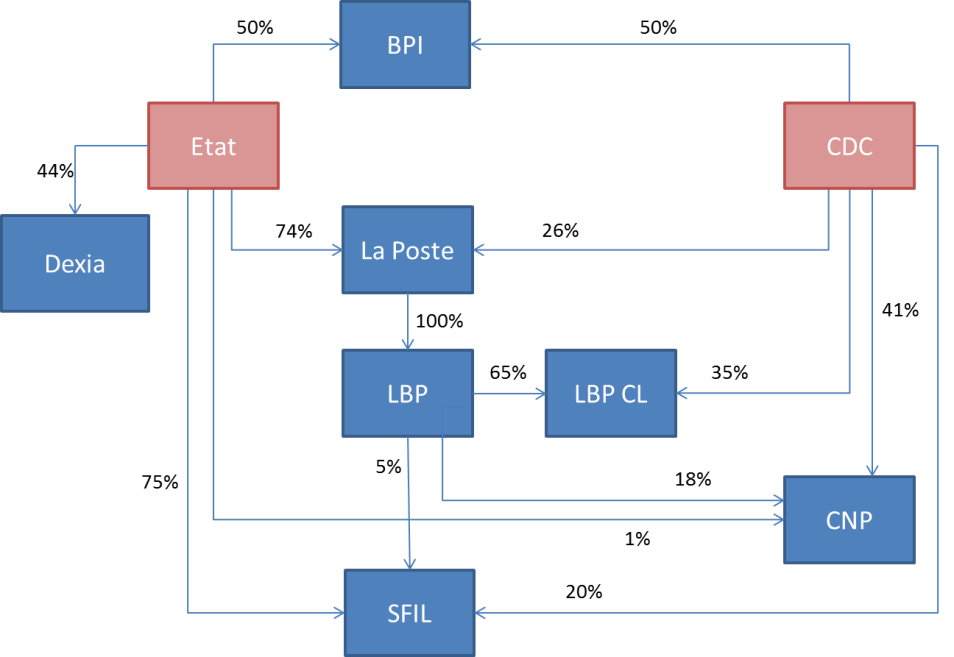 50%
BPI
50%
Etat
CDC
44%
Dexia
74%
La Poste
26%
100%
41%
LBP
65%
LBP CL
35%
5%
75%
18%
CNP
1%
20%
SFIL